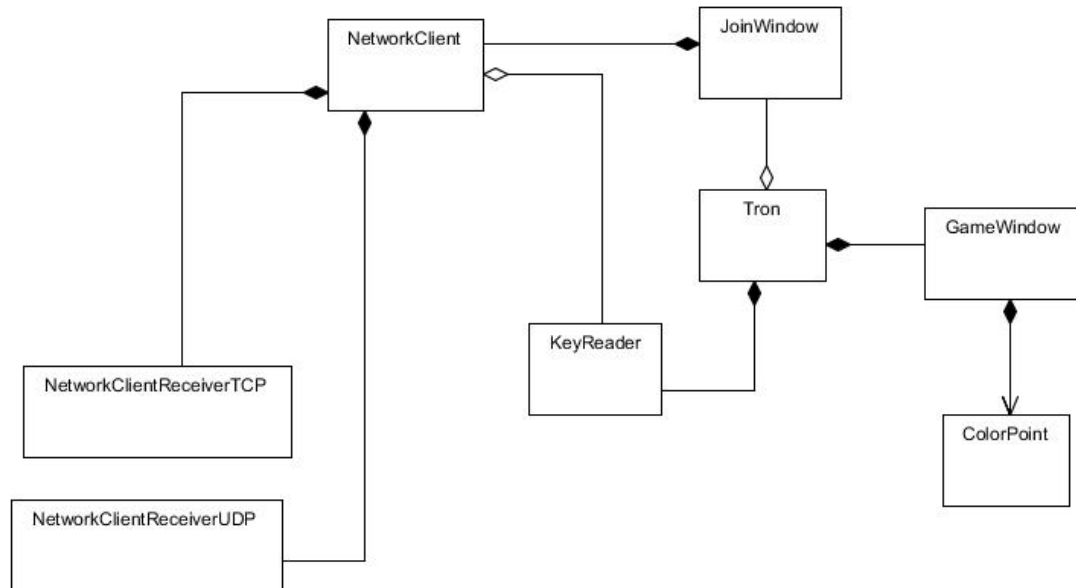 NetworkClient
JoinWindow
Tron
GameWindow
KeyReader
NetworkClientReceiverTCP
ColorPoint
NetworkClientReceiverUDP